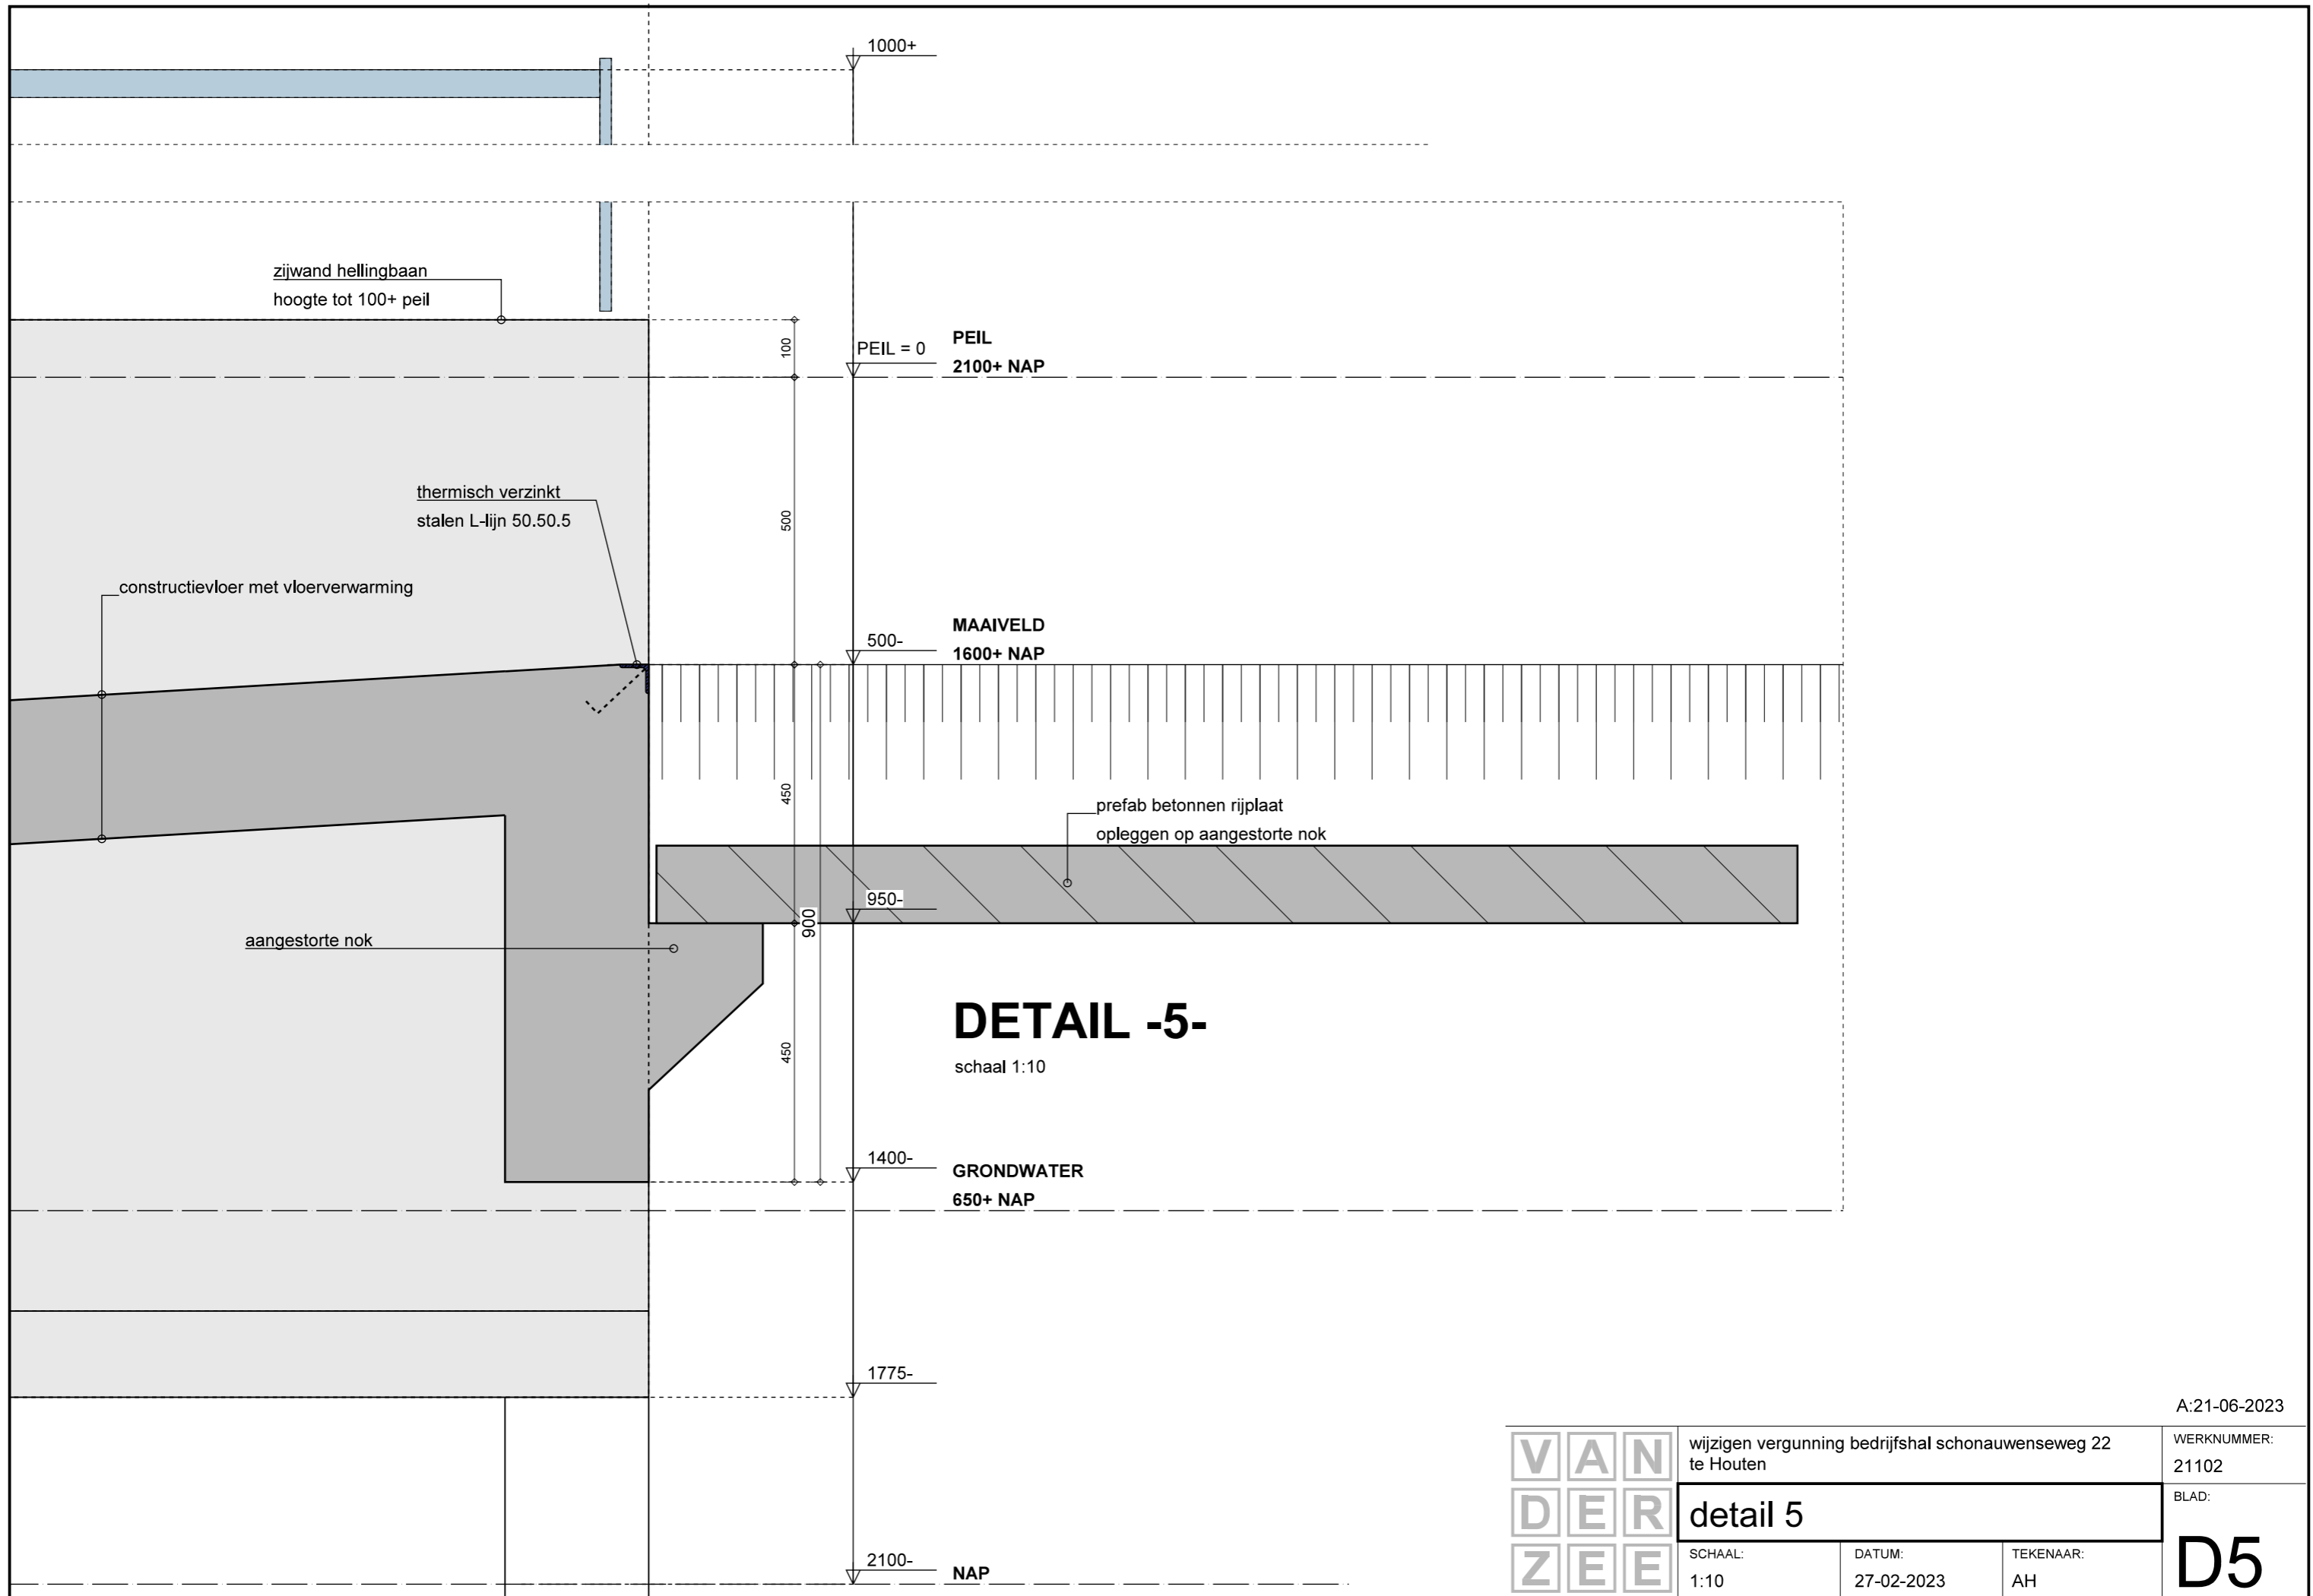 1000+
zijwand hellingbaan
hoogte tot 100+ peil
100
PEIL = 0
PEIL
2100+ NAP
thermisch verzinkt
stalen L-lijn 50.50.5
500
constructievloer met vloerverwarming
500-
MAAIVELD
1600+ NAP
450
prefab betonnen rijplaat
opleggen op aangestorte nok
950-
900
aangestorte nok
DETAIL -5-
schaal 1:10
450
1400-
GRONDWATER
650+ NAP
1775-
2100-
NAP
A:21-06-2023
VAN
DER
ZEE
wijzigen vergunning bedrijfshal schonauwenseweg 22
te Houten
WERKNUMMER:
21102
detail 5
BLAD:
D5
SCHAAL:
1:10
DATUM:
27-02-2023
TEKENAAR:
AH